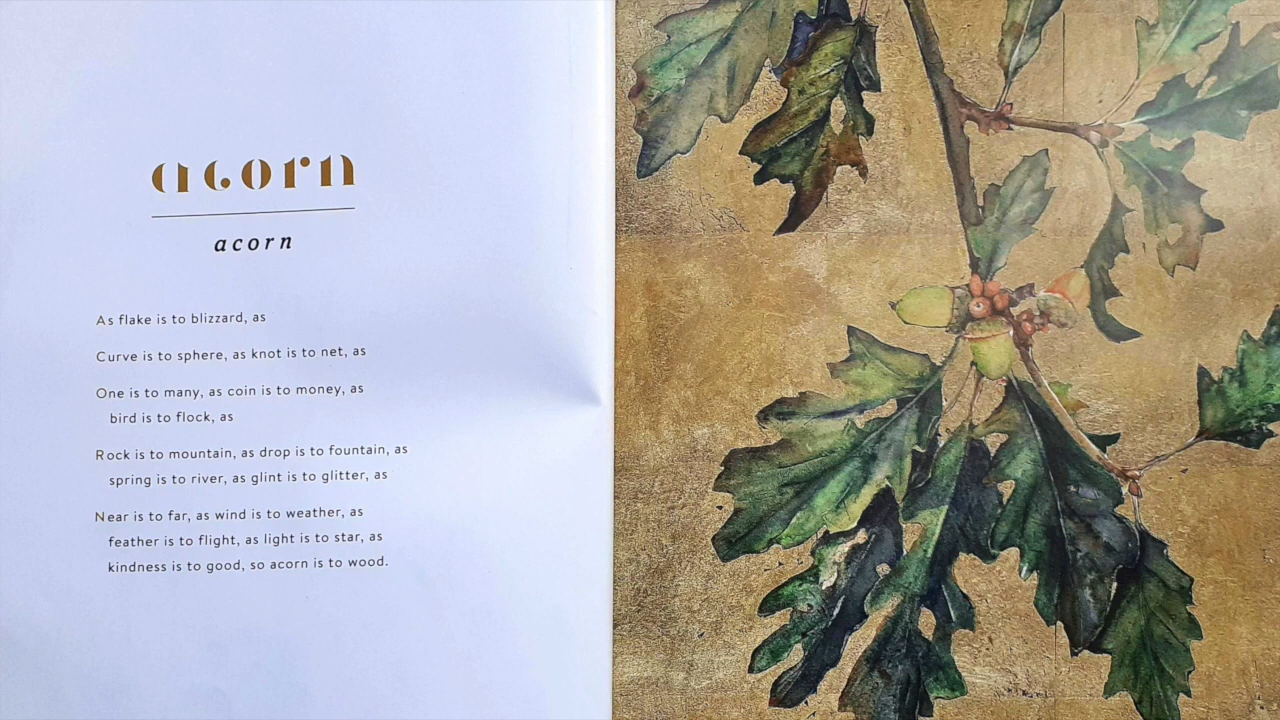 acorn
acorn
As flake is to blizzard, as
Curve is to sphere, as knot is to net, as
One is to many, as coin is to money, as
bird is to flock, as
Rock is to mountain, as drop is to fountain, as
spring is to river, as glint is to glitter, as
Near is to far, as wind is to weather, as
feather is to flight, as light is to star, as
kindness is to good, so acorn is to wood.